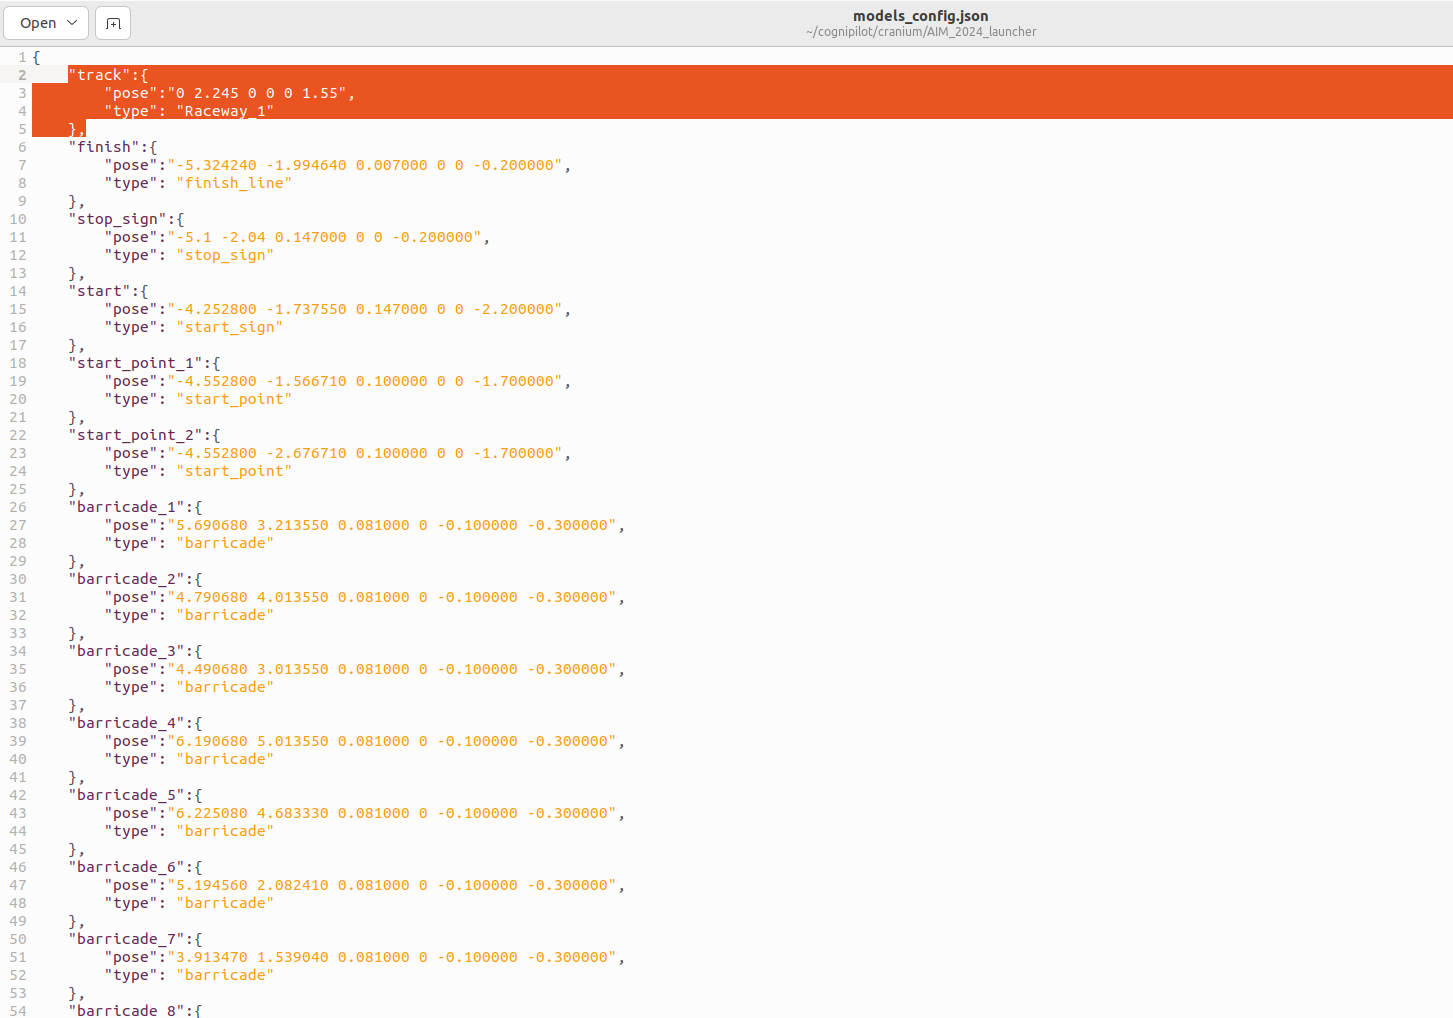 Open
models_config.json
~/cognipilot/cranium/AIM_2024_launcher
1 {
2 "track":{
3 "pose":"0 2.245 0 0 0 1.55",
4 "type": "Raceway_1"
5 },
6 "finish":{
7 "pose":"-5.324240 -1.994640 0.007000 0 0 -0.200000",
8 "type": "finish_line"
9 },
10 "stop_sign":{
11 "pose":"-5.1 -2.04 0.147000 0 0 -0.200000",
12 "type": "stop_sign"
13 },
14 "start":{
15 "pose":"-4.252800 -1.737550 0.147000 0 0 -2.200000",
16 "type": "start_sign"
17 },
18 "start_point_1":{
19 "pose":"-4.552800 -1.566710 0.100000 0 0 -1.700000",
20 "type": "start_point"
21 },
22 "start_point_2":{
23 "pose":"-4.552800 -2.676710 0.100000 0 0 -1.700000",
24 "type": "start_point"
25 },
26 "barricade_1":{
27 "pose":"5.690680 3.213550 0.081000 0 -0.100000 -0.300000",
28 "type": "barricade"
29 },
30 "barricade_2":{
31 "pose":"4.790680 4.013550 0.081000 0 -0.100000 -0.300000",
32 "type": "barricade"
33 },
34 "barricade_3":{
35 "pose":"4.490680 3.013550 0.081000 0 -0.100000 -0.300000",
36 "type": "barricade"
37 },
38 "barricade_4":{
39 "pose":"6.190680 5.013550 0.081000 0 -0.100000 -0.300000",
40 "type": "barricade"
41 },
42 "barricade_5":{
43 "pose":"6.225080 4.683330 0.081000 0 -0.100000 -0.300000",
44 "type": "barricade"
45 },
46 "barricade_6":{
47 "pose":"5.194560 2.082410 0.081000 0 -0.100000 -0.300000",
48 "type": "barricade"
49 },
50 "barricade_7":{
51 "pose":"3.913470 1.539040 0.081000 0 -0.100000 -0.300000",
52 "type": "barricade"
53 },
54 "barricade_8":{